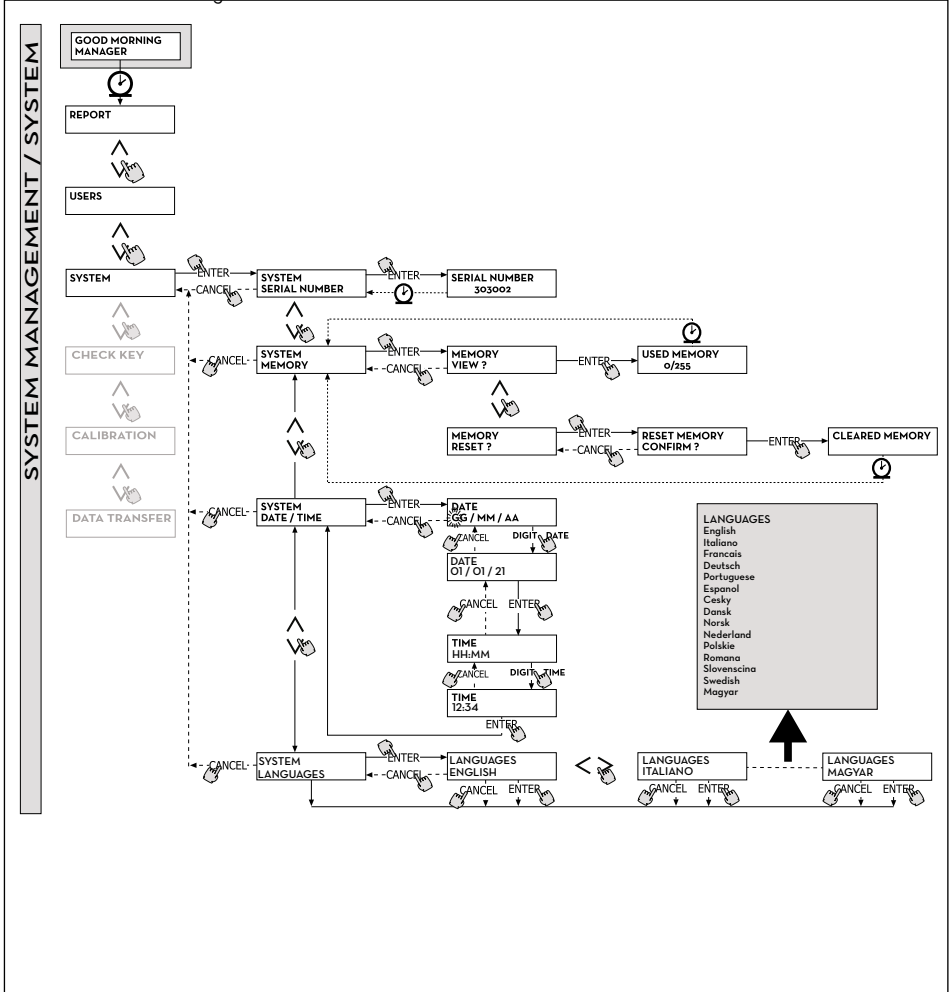 SYSTEM MANAGEMENT / SYSTEM
GOOD MORNING
MANAGER
REPORT
USERS
SYSTEM
ENTER
CANCEL
SYSTEM
SERIAL NUMBER
ENTER
SERIAL NUMBER
303002
CHECK KEY
CANCEL
SYSTEM
MEMORY
ENTER
CANCEL
MEMORY
VIEW ?
ENTER
USED MEMORY
0/255
CALIBRATION
MEMORY
RESET ?
ENTER
CANCEL
RESET MEMORY
CONFIRM ?
ENTER
CLEARED MEMORY
DATA TRANSFER
CANCEL
SYSTEM
DATE / TIME
ENTER
CANCEL
DATE
GG / MM / AA
CANCEL
DIGIT DATE
DATE
01 / 01 / 21
CANCEL
ENTER
TIME
HH:MM
CANCEL
DIGIT TIME
TIME
12:34
ENTER
LANGUAGES
English
Italiano
Francais
Deutsch
Portuguese
Espanol
Cesky
Dansk
Norsk
Nederland
Polskie
Romana
Slovenscina
Swedish
Magyar
CANCEL
SYSTEM
LANGUAGES
ENTER
CANCEL
LANGUAGES
ENGLISH
CANCEL
ENTER
LANGUAGES
ITALIANO
CANCEL
ENTER
LANGUAGES
MAGYAR
CANCEL
ENTER